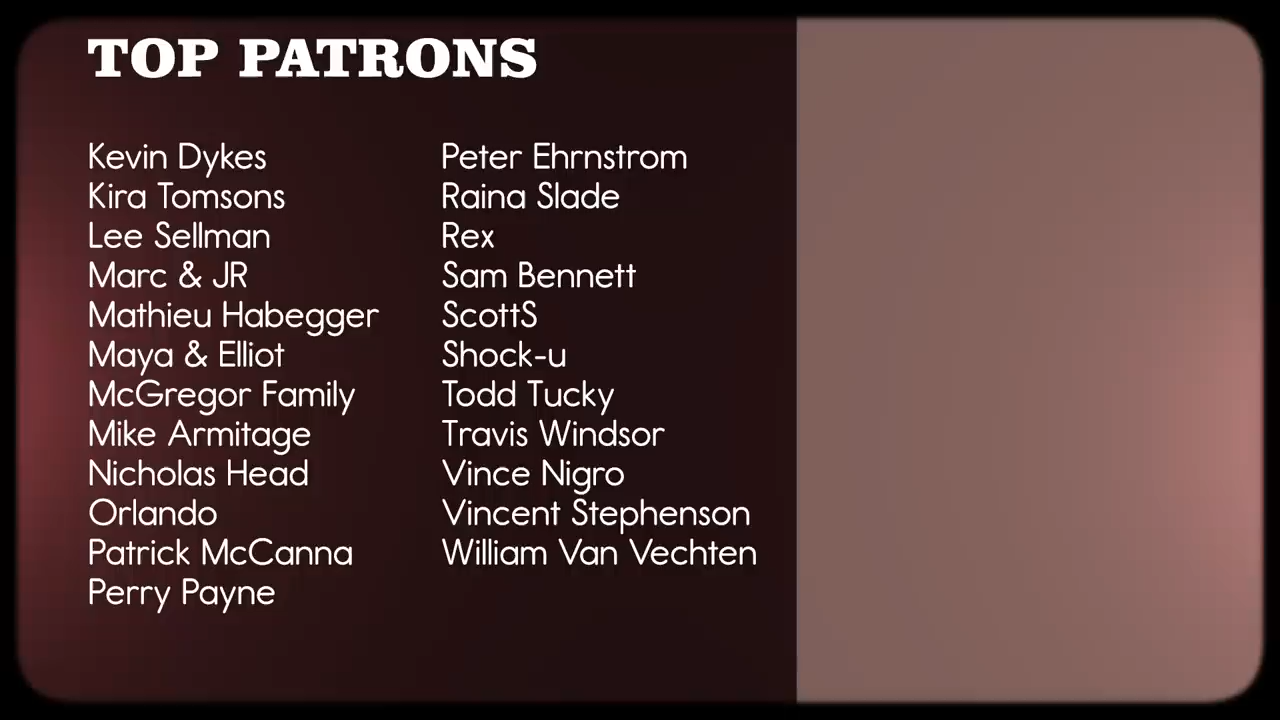 TOP PATRONS
Kevin Dykes
Kira Tomsons
Lee Sellman
Marc & JR
Mathieu Habegger
Maya & Elliot
McGregor Family
Mike Armitage
Nicholas Head
Orlando
Patrick McCanna
Perry Payne
Peter Ehrnstrom
Raina Slade
Rex
Sam Bennett
ScottS
Shock-u
Todd Tucky
Travis Windsor
Vince Nigro
Vincent Stephenson
William Van Vechten